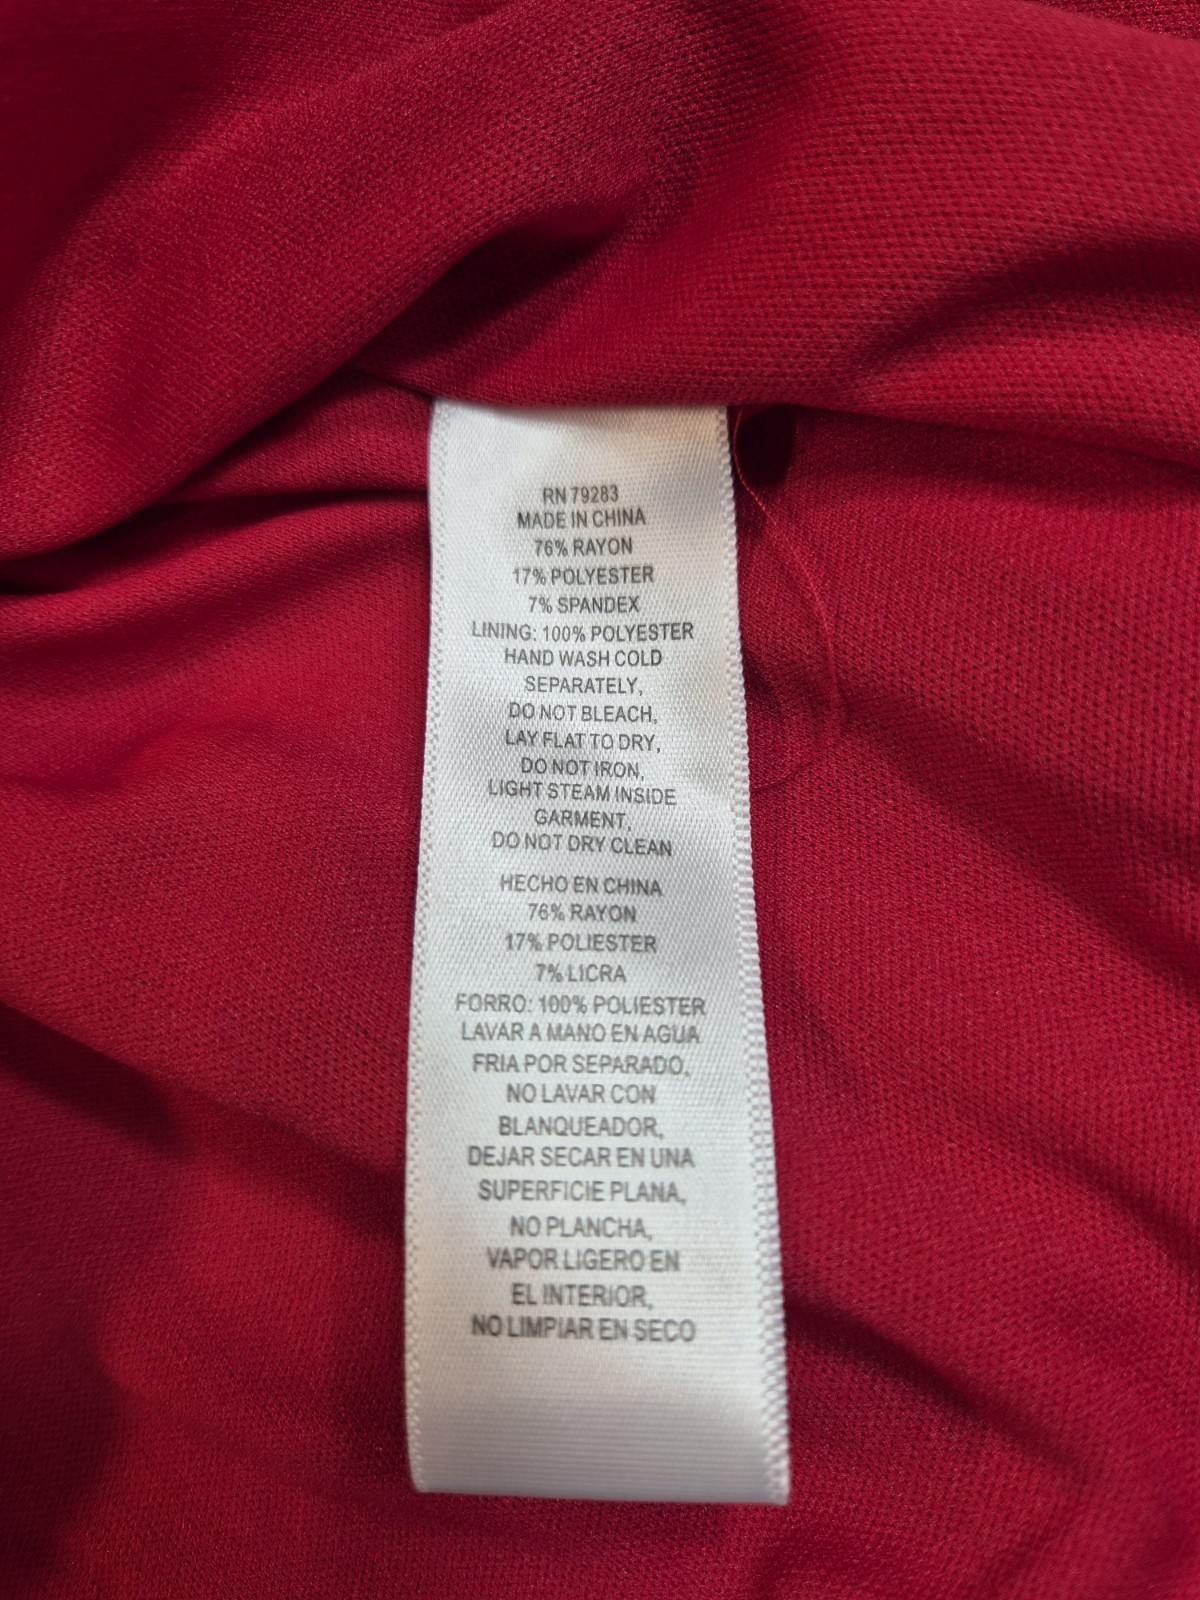 RN 79283
MADE IN CHINA
76% RAYON
17% POLYESTER
7% SPANDEX
LINING: 100% POLYESTER
HAND WASH COLD
SEPARATELY,
DO NOT BLEACH,
LAY FLAT TO DRY,
DO NOT IRON,
LIGHT STEAM INSIDE
GARMENT,
DO NOT DRY CLEAN
HECHO EN CHINA
76% RAYON
17% POLIESTER
7% LICRA
FORRO: 100% POLIESTER
LAVAR A MANO EN AGUA
FRIA POR SEPARADO,
NO LAVAR CON
BLANQUEADOR,
DEJAR SECAR EN UNA
SUPERFICIE PLANA,
NO PLANCHA,
VAPOR LIGERO EN
EL INTERIOR,
NO LIMPIAR EN SECO